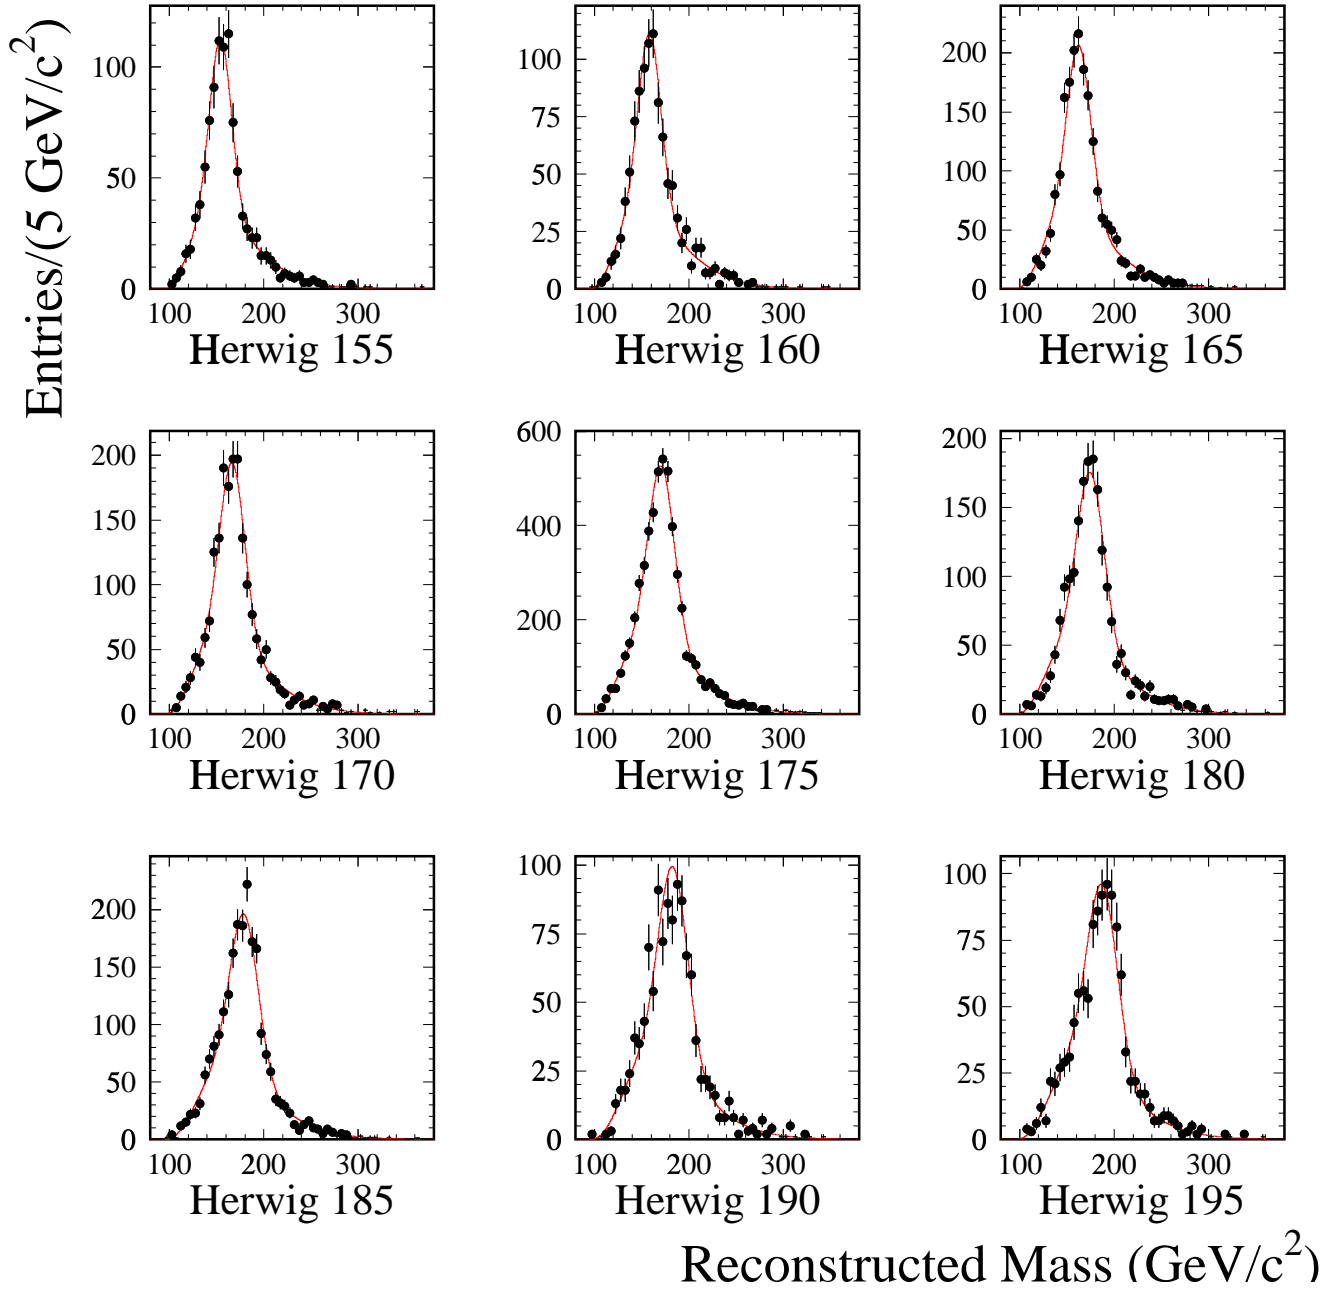 Entries/(5 GeV/c²)
100
50
0
100 200 300
Herwig 155
100
75
50
25
0
100 200 300
Herwig 160
200
150
100
50
0
100 200 300
Herwig 165
200
150
100
50
0
100 200 300
Herwig 170
600
400
200
0
100 200 300
Herwig 175
200
150
100
50
0
100 200 300
Herwig 180
200
150
100
50
0
100 200 300
Herwig 185
100
75
50
25
0
100 200 300
Herwig 190
100
75
50
25
0
100 200 300
Herwig 195
Reconstructed Mass (GeV/c²)